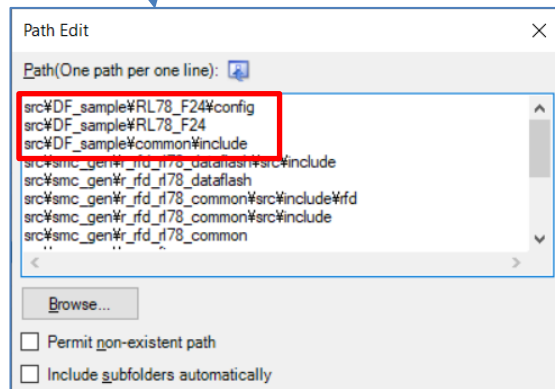 Path Edit
Path(One path per one line):
src¥DF_sample¥RL78_F24¥config
src¥DF_sample¥RL78_F24
src¥DF_sample¥common¥include
src¥smc_gen¥r_rfd_rl78_dataflash¥src¥include
src¥smc_gen¥r_rfd_rl78_dataflash
src¥smc_gen¥r_rfd_rl78_common¥src¥include¥rfd
src¥smc_gen¥r_rfd_rl78_common¥src¥include
src¥smc_gen¥r_rfd_rl78_common
Browse...
Permit non-existent path
Include subfolders automatically